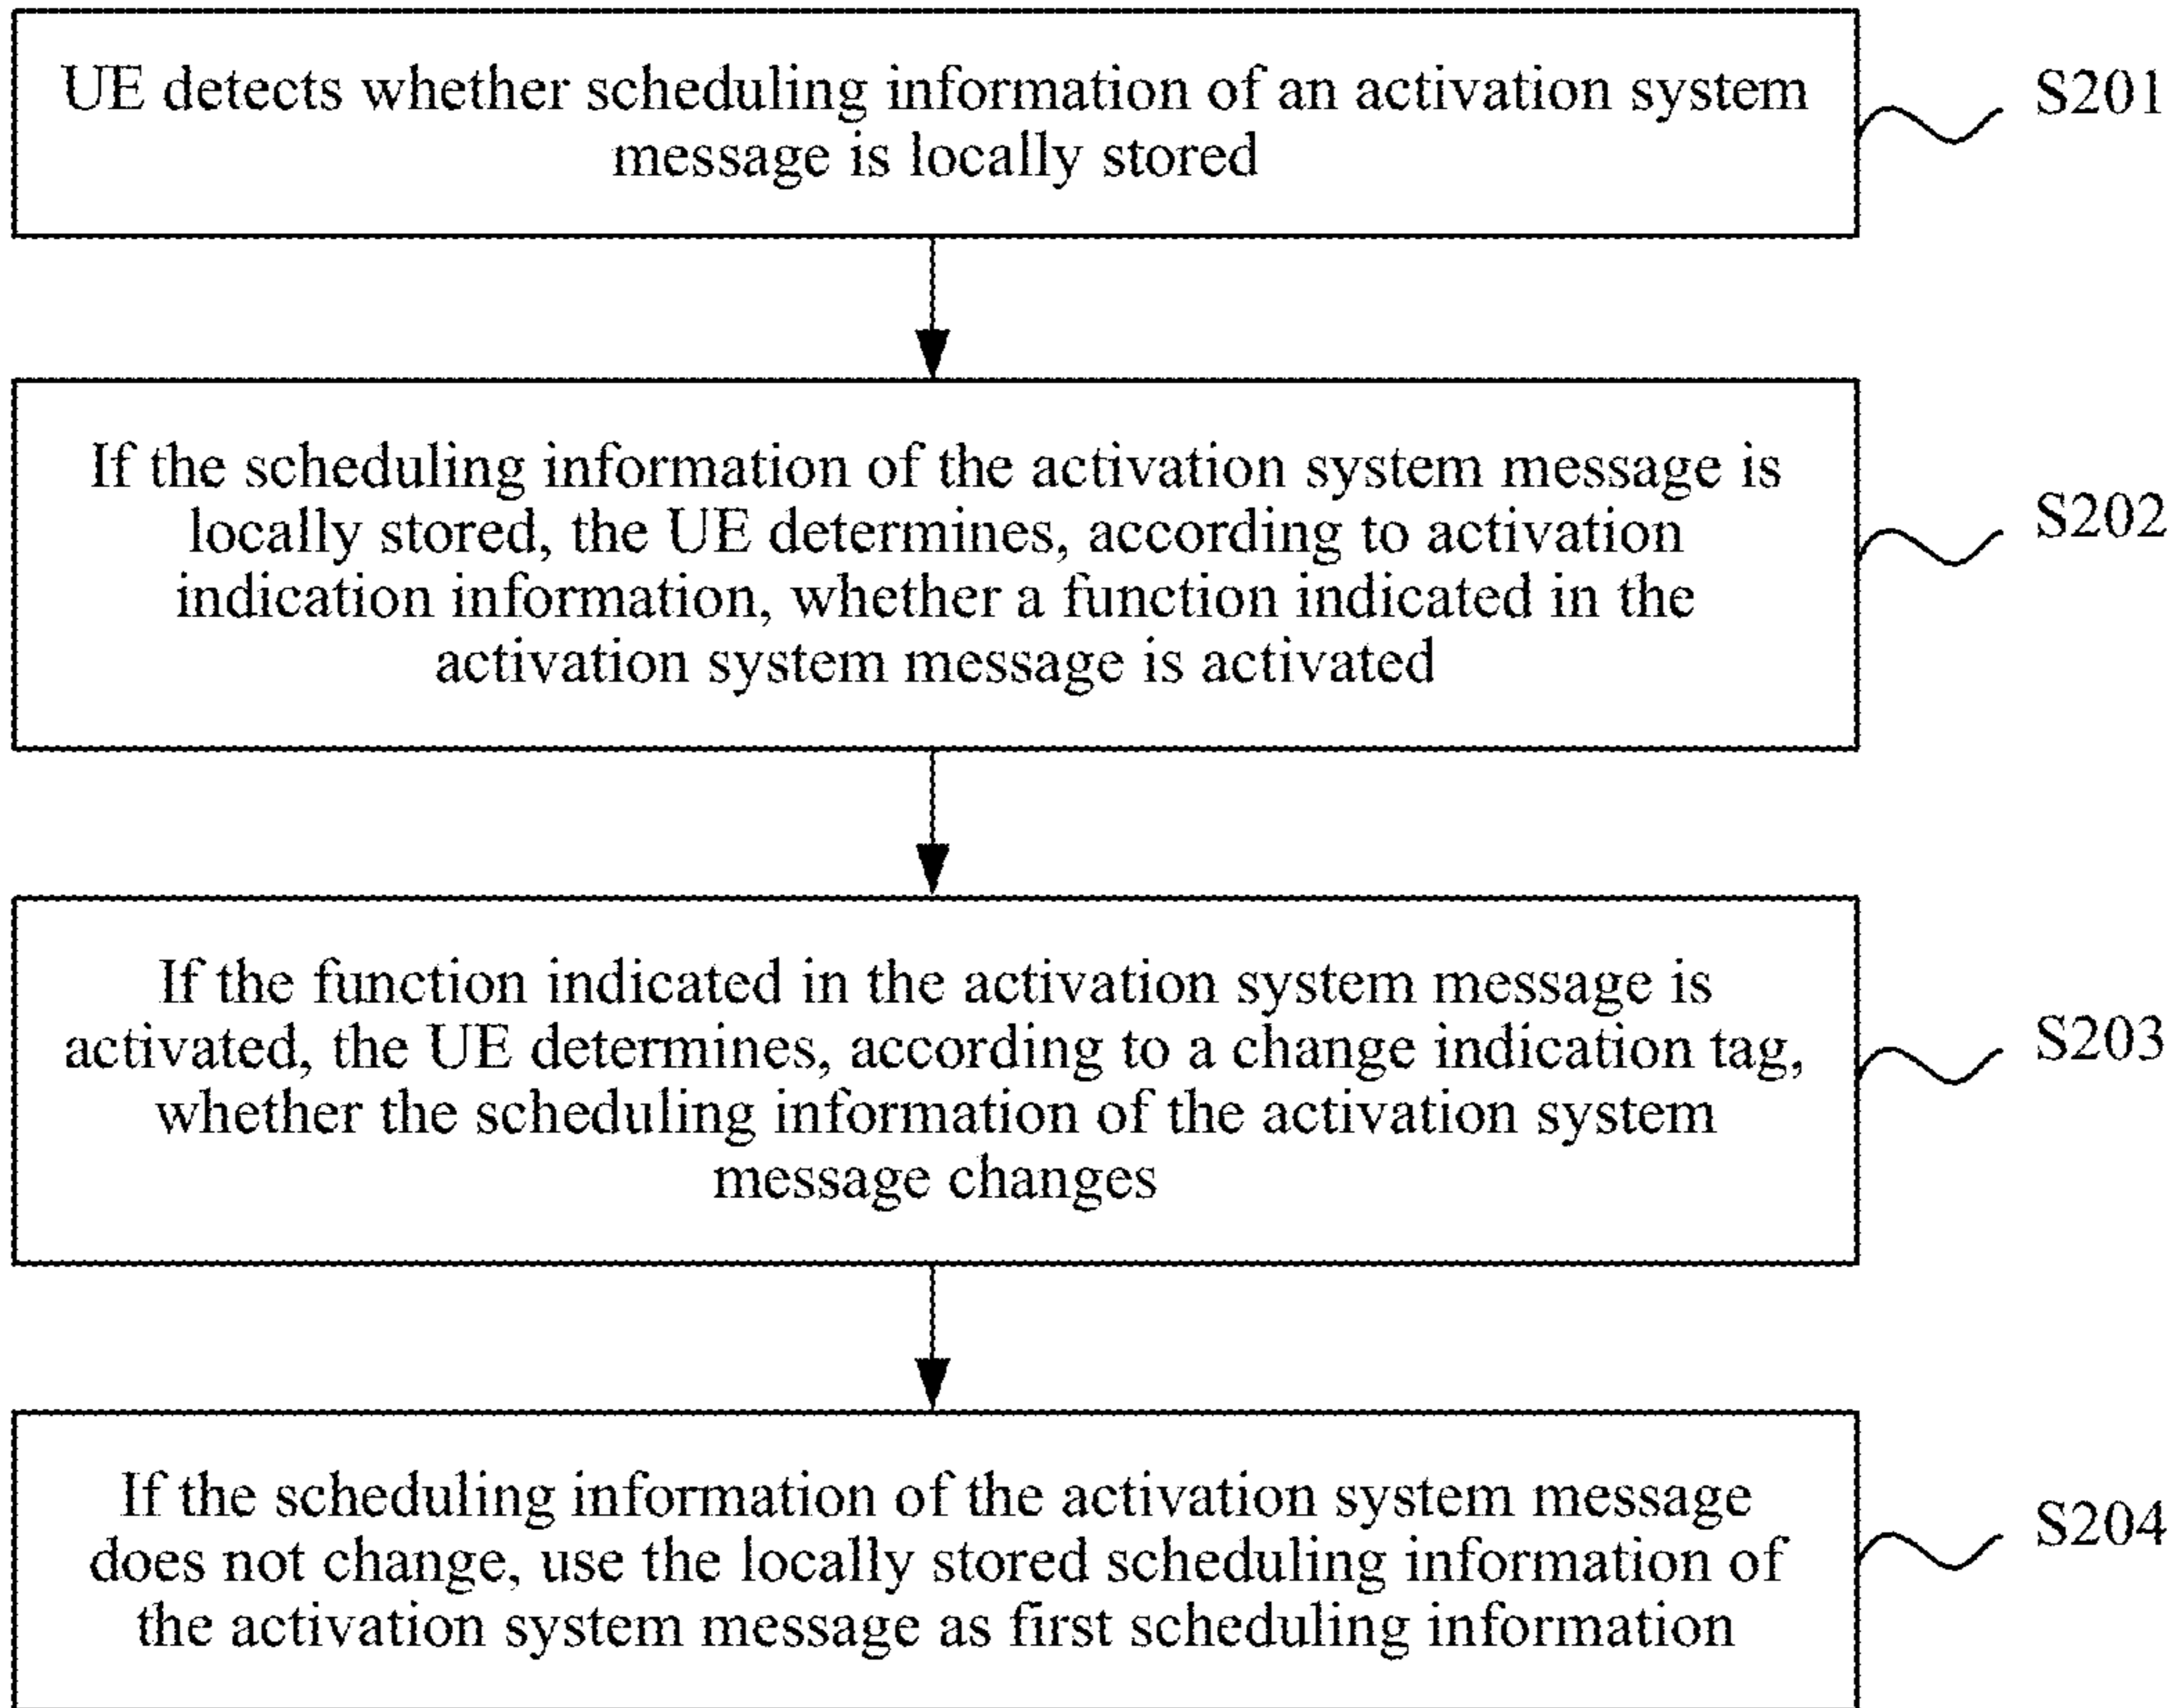 UE detects whether scheduling information of an activation system
message is locally stored
S201
If the scheduling information of the activation system message is
locally stored, the UE determines, according to activation
indication information, whether a function indicated in the
activation system message is activated
S202
If the function indicated in the activation system message is
activated, the UE determines, according to a change indication tag,
whether the scheduling information of the activation system
message changes
S203
If the scheduling information of the activation system message
does not change, use the locally stored scheduling information of
the activation system message as first scheduling information
S204